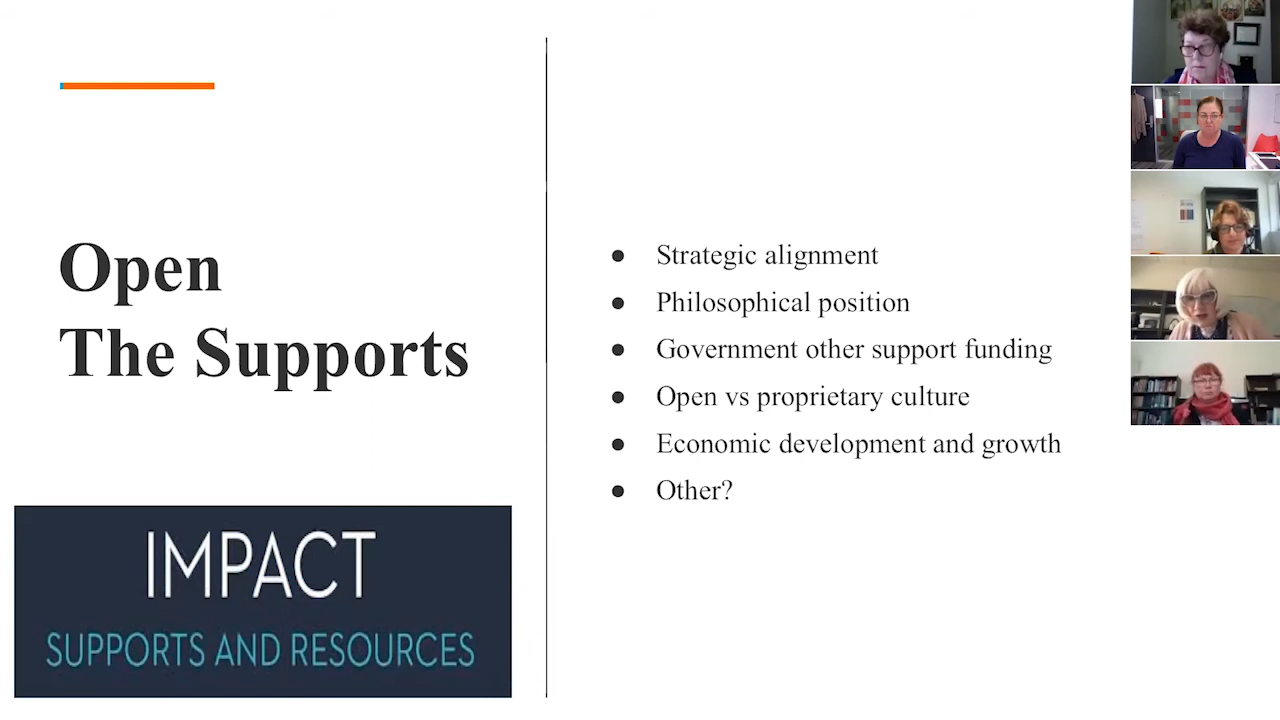 Open
The Supports
IMPACT
SUPPORTS AND RESOURCES
● Strategic alignment
● Philosophical position
● Government other support funding
● Open vs proprietary culture
● Economic development and growth
● Other?